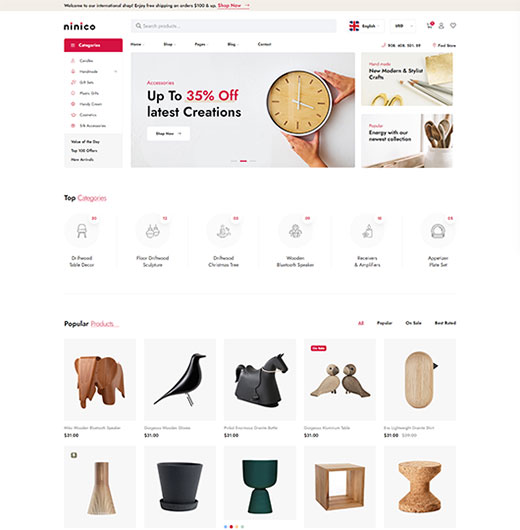 Welcome to our international shop! Enjoy free shipping on orders $100 & up. Shop Now →
ninico
Search products...
English
USD
Categories
Home
Shop
Pages
Blog
Contact
908. 408. 501. 89
Find Store
Candles
Handmade
Gift Sets
Plastic Gifts
Handy Cream
Cosmetics
Silk Accessories
Value of the Day
Top 100 Offers
New Arrivals
Accessories
Up To 35% Off
latest Creations
Shop Now
Hand made
New Modern & Stylist
Crafts
Popular
Energy with our
newest collection
Top Categories
Driftwood
Table Decor
Floor Driftwood
Sculpture
Driftwood
Christmas Tree
Wooden
Bluetooth Speaker
Receivers
& Amplifiers
Appetizer
Plate Set
Popular Products...
All
Popular
On Sale
Best Rated
On Sale
Miko Wooden Bluetooth Speaker
$31.00
Gorgeous Wooden Gloves
$31.00
Pinkol Enormous Granite Bottle
$31.00
Gorgeous Aluminum Table
$31.00
Evo Lightweight Granite Shirt
$31.00 $39.00